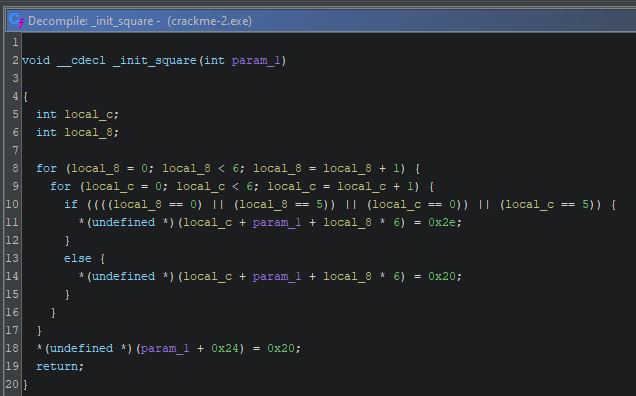 Decompile: _init_square - (crackme-2.exe)
1
2 void __cdecl _init_square(int param_1)
3
4 {
5 int local_c;
6 int local_8;
7
8 for (local_8 = 0; local_8 < 6; local_8 = local_8 + 1) {
9 for (local_c = 0; local_c < 6; local_c = local_c + 1) {
10 if ((((local_8 == 0) || (local_8 == 5)) || (local_c == 0)) || (local_c == 5)) {
11 *(undefined *)(local_c + param_1 + local_8 * 6) = 0x2e;
12 }
13 else {
14 *(undefined *)(local_c + param_1 + local_8 * 6) = 0x20;
15 }
16 }
17 }
18 *(undefined *)(param_1 + 0x24) = 0x20;
19 return;
20 }